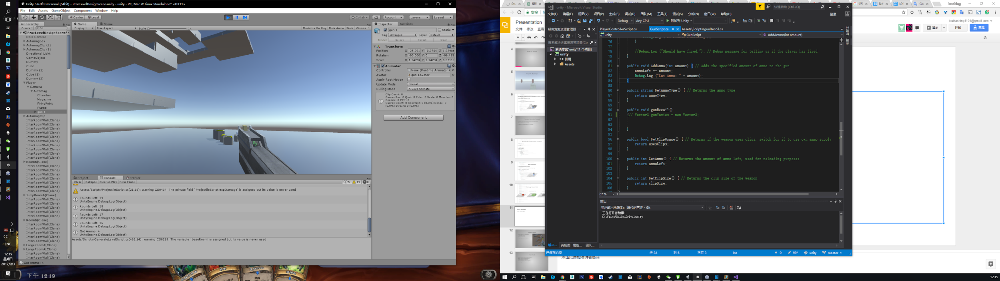 Unity 5.6.0f3 Personal (64bit) - ProcLevelDesignScene.unity - unity - PC, Mac & Linux Standalone* <DX11>
File Edit Assets GameObject Component Window Help
Center Local
Collab Account Layers Layout
Hierarchy
Create All
ProcLevelDesignScene*
Main Camera
AutomagBox
AutomagClip (2)
AutomagClip (1)
Directional Light
GameObject
Dummy
Cube
Dummy (1)
Cube (1)
Dummy (2)
Player
Camera
Automag
Chamber
Magazine
FiringPoint
Frame
gun 1
AutomagClip
InterRoomWall(Clone)
InterRoomWall(Clone)
InterRoomWall(Clone)
InterRoomWall(Clone)
InterRoomWall(Clone)
InterRoomWall(Clone)
InterRoomWall(Clone)
InterRoomWall(Clone)
InterRoomWall(Clone)
InterRoomWall(Clone)
RoomB(Clone)
InterRoomWall(Clone)
InterRoomWall(Clone)
InterRoomWall(Clone)
InterRoomWall(Clone)
InterRoomWall(Clone)
InterRoomWall(Clone)
InterRoomWall(Clone)
JumpRoomA(Clone)
InterRoomWall(Clone)
InterRoomWall(Clone)
InterRoomWall(Clone)
InterRoomWall(Clone)
InterRoomWall(Clone)
RoomB(Clone)
InterRoomWall(Clone)
InterRoomWall(Clone)
InterRoomWall(Clone)
InterRoomWall(Clone)
InterRoomWall(Clone)
LargeRoomA(Clone)
LargeRoomA(Clone)
InterRoomWall(Clone)
InterRoomWall(Clone)
Game Scene
Display 1 Free Aspect Scale 1x Maximize On Play Mute Audio Stats Gizmos
Project Console Profiler
Clear Collapse Clear on Play Error Pause 5 19 0
Assets/Scripts/ProjectileScript.cs(21,16): warning CS0414: The private field `ProjectileScript.expDamage' is assigned but its value is never used
Rounds Left: 19
UnityEngine.Debug:Log(Object)
Rounds Left: 18
UnityEngine.Debug:Log(Object)
Rounds Left: 17
UnityEngine.Debug:Log(Object)
Rounds Left: 16
UnityEngine.Debug:Log(Object)
Got Ammo: 4
UnityEngine.Debug:Log(Object)
Assets/Scripts/GenerateLevelScript.cs(462,14): warning CS0219: The variable `baseRoom' is assigned but its value is never used
Got Ammo: 4
Inspector Services
gun 1 Static
Tag Untagged Layer Default
Model Select Revert Open
Transform
Position X -25.091 Y -0.0704 Z 1.92986
Rotation X -90.000 Y 0 Z -96.465
Scale X 1.14234 Y 1.14234 Z 0.57117
Animator
Controller None (Runtime Animator
Avatar gun 1Avatar
Apply Root Motion
Update Mode Normal
Culling Mode Always Animate
Clip Count: 0
Curves Pos: 0 Quat: 0 Euler: 0 Scale: 0 Muscles: 0
Generic: 0 PPtr: 0
Curves Count: 0 Constant: 0 (0.0%) Dense: 0
(0.0%) Stream: 0 (0.0%)
Add Component
ENG
12:19
星期日
2017/9/3
下午 12:19
安全
Presentation
文件 修改 查看
tsuikashing1101@gmail.com
演示 评论 共享
4
5
6
7
8
9
10
11
12
13
点击以添加演讲者备注
unity - Microsoft Visual Studio
快速启动 (Ctrl+Q)
文件(F) 编辑(E) 视图(V) 项目(P) 生成(B) 调试(D) 团队(M) 工具(T) 测试(S) 分析(N) 窗口(W) 帮助(H) 登录
Debug Any CPU 附加到 Unity
解决方案资源管理器
搜索解决方案资源管理器(Ctr
解决方案"unity"(1 个项目)
unity
引用
Assets
解决... 类视图 属性... 团队...
PlayerControllerScript.cs GunScript.cs Assets\Scripts\gunRecoil.cs
unity GunScript AddAmmo(int amount)
76 }
77
78 //Debug.Log ("Should have fired."); // Debug message for telling us if the player has fired
79 }
80
81 public void AddAmmo(int amount) { // Adds the specified amount of ammo to the gun
82 ammoLeft += amount;
83 Debug.Log ("Got Ammo: " + amount);
84 }
85
86 public string GetAmmoType() { // Returns the ammo type
87 return ammoType;
88 }
89
90 public void gunRecoil()
91 {// Vector3 gunYaxies = new Vector3;
92
93
94 }
95
96 public bool GetClipUsage() { // Returns if the weapon uses clips, switch for if to use own ammo supply
97 return usesClips;
98 }
99
100 public int GetAmmo() { // Returns the amount of ammo left, used for reloading purposes
101 return ammoLeft;
102 }
103
104 public int GetClipSize() { // Returns the clip size of the weapon
105 return clipSize;
106 }
67 %
输出
显示输出来源(S): 源代码管理 - Git
正在打开存储库:
C:\Users\Ka\OneDrive\unity
已保存的项 行 84 列 6 字符 3 Ins 0 99* unity master
12:19